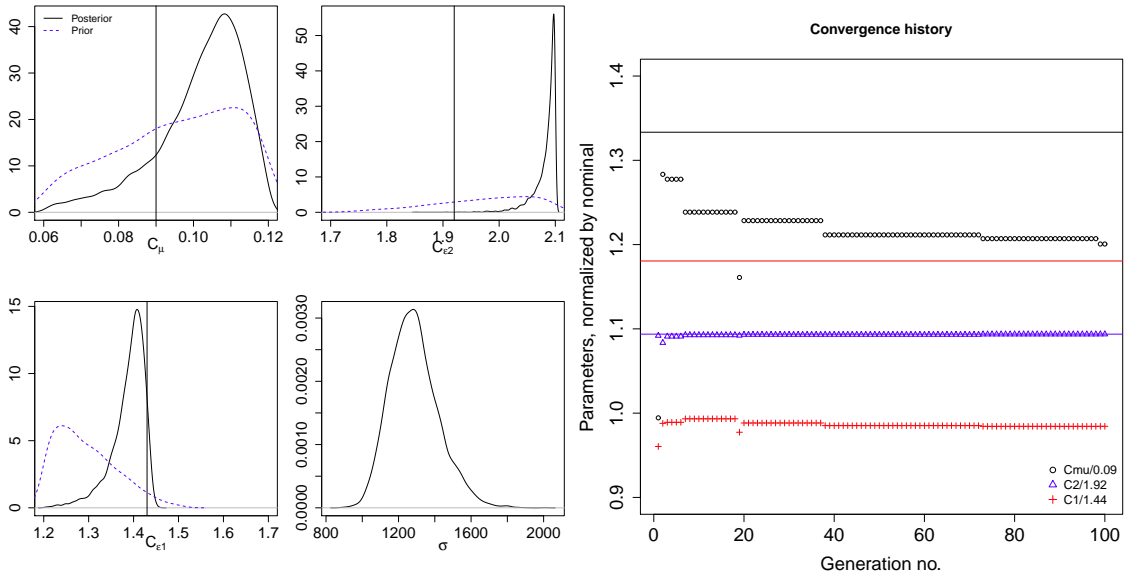 Posterior
Prior
0 10 20 30 40
0.06 0.08 0.10 0.12
Cμ
0 10 20 30 40 50
1.7 1.8 1.9 2.0 2.1
Cε2
0 5 10 15
1.2 1.3 1.4 1.5 1.6 1.7
Cε1
0.0000 0.0010 0.0020 0.0030
800 1200 1600 2000
σ
Convergence history
Parameters, normalized by nominal
0.9 1.0 1.1 1.2 1.3 1.4
Cmu/0.09
C2/1.92
C1/1.44
0 20 40 60 80 100
Generation no.